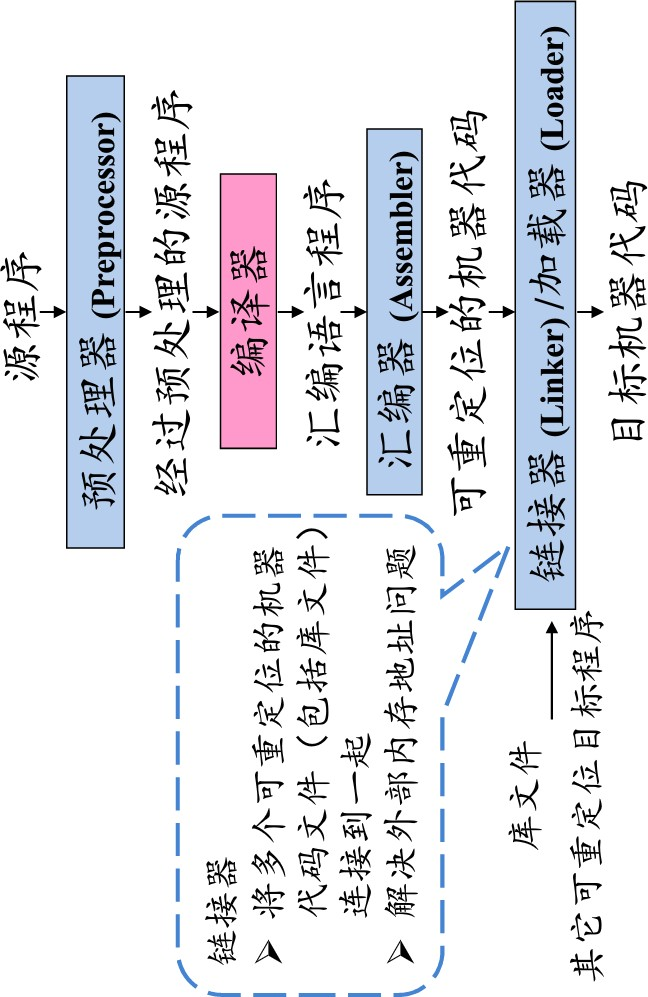 源程序
预处理器 (Preprocessor)
经过预处理的源程序
编译器
汇编语言程序
汇编器 (Assembler)
可重定位的机器代码
链接器 (Linker) /加载器 (Loader)
目标机器代码
链接器
将多个可重定位的机器
代码文件（包括库文件）
连接到一起
解决外部内存地址问题
库文件
其它可重定位目标程序